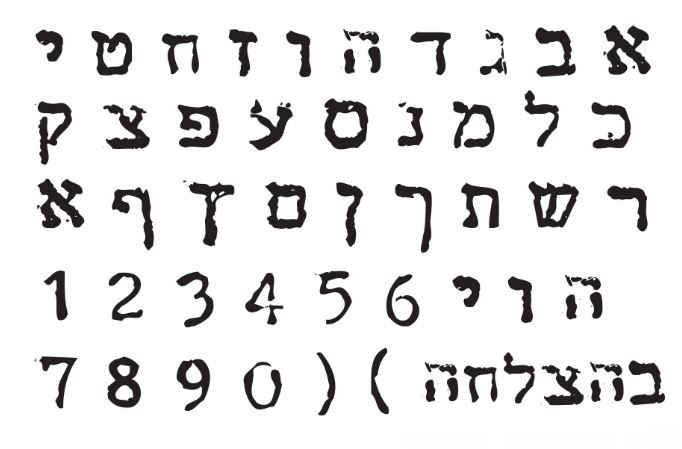 א ב ג ד ה ו ז ח ט י
כ ל מ נ ס ע פ צ ק
ר ש ת ך ן ם ץ ף א
1 2 3 4 5 6 ה ו י
7 8 9 0 ) ( בהצלחה